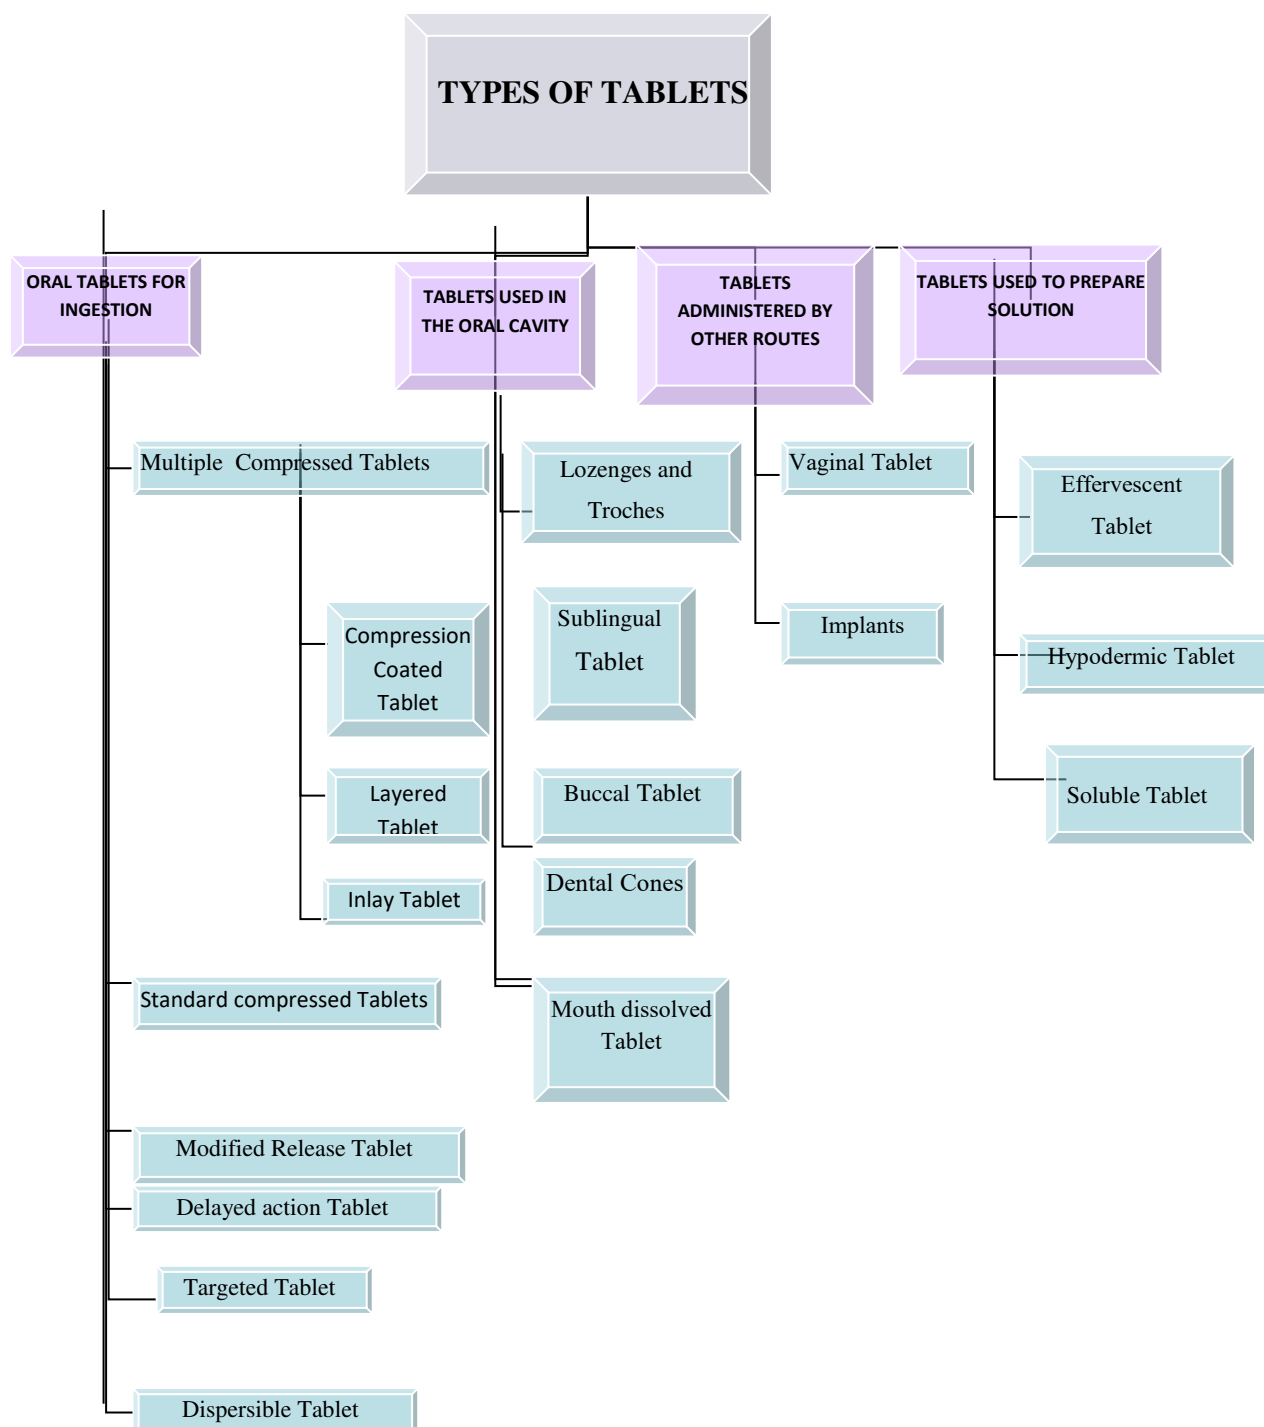 TYPES OF TABLETS
ORAL TABLETS FOR
INGESTION
TABLETS USED IN
THE ORAL CAVITY
TABLETS
ADMINISTERED BY
OTHER ROUTES
TABLETS USED TO PREPARE
SOLUTION
Multiple Compressed Tablets
Compression
Coated
Tablet
Layered
Tablet
Inlay Tablet
Standard compressed Tablets
Modified Release Tablet
Delayed action Tablet
Targeted Tablet
Dispersible Tablet
Lozenges and
Troches
Sublingual
Tablet
Buccal Tablet
Dental Cones
Mouth dissolved
Tablet
Vaginal Tablet
Implants
Effervescent
Tablet
Hypodermic Tablet
Soluble Tablet